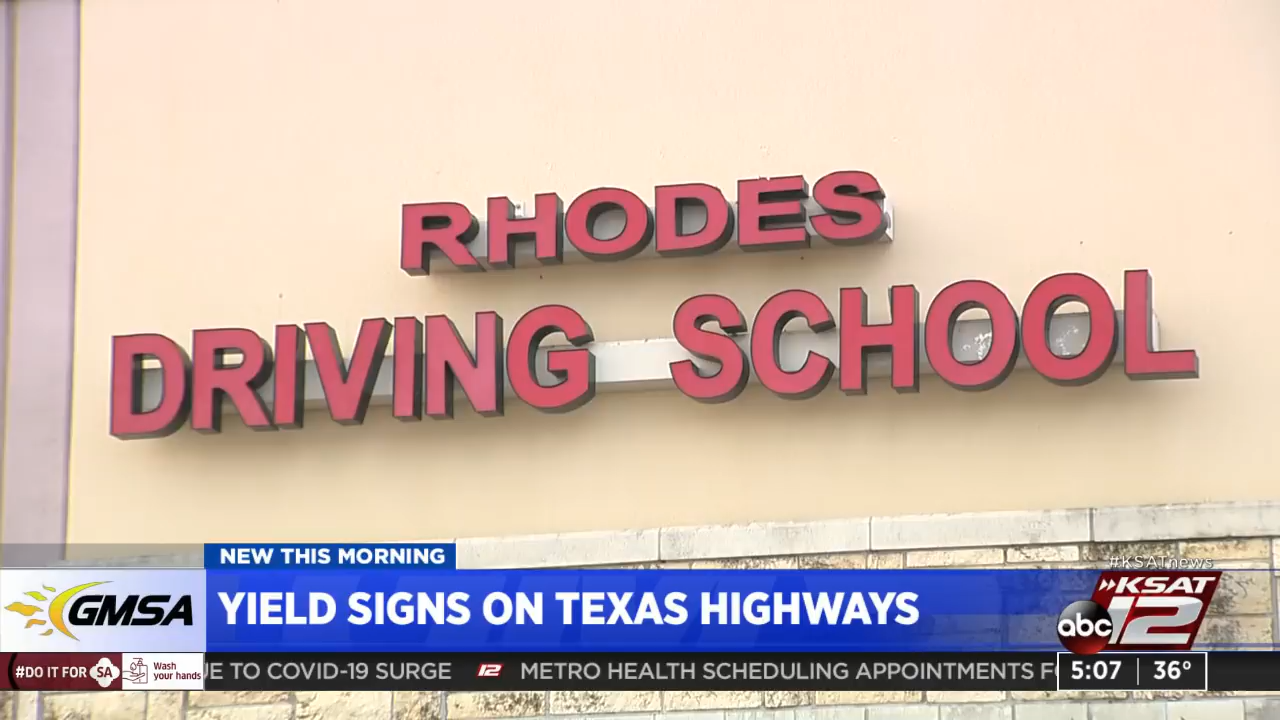 RHODES
DRIVING SCHOOL
NEW THIS MORNING
#KSATnews
GMSA
YIELD SIGNS ON TEXAS HIGHWAYS
KSAT
abc 12
#DO IT FOR SA
Wash
your hands
TO COVID-19 SURGE 12 METRO HEALTH SCHEDULING APPOINTMENTS
5:07 36°